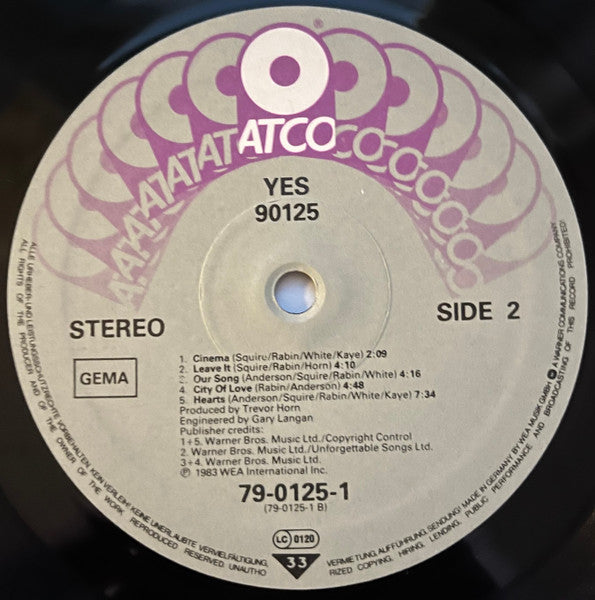 ®
ATCO
YES
90125
STEREO
SIDE 2
GEMA
1. Cinema (Squire/Rabin/White/Kaye) 2:09
2. Leave It (Squire/Rabin/Horn) 4:10
3. Our Song (Anderson/Squire/Rabin/White) 4:16
4. City Of Love (Rabin/Anderson) 4:48
5. Hearts (Anderson/Squire/Rabin/White/Kaye) 7:34
Produced by Trevor Horn
Engineered by Gary Langan
Publisher credits:
1+5. Warner Bros. Music Ltd./Copyright Control
2. Warner Bros. Music Ltd./Unforgettable Songs Ltd.
3+4. Warner Bros. Music Ltd.
℗ 1983 WEA International Inc.
79-0125-1
(79-0125-1 B)
LC 0120
33
ALLE URHEBER- UND LEISTUNGSSCHUTZRECHTE VORBEHALTEN. KEIN VERLEIH! KEINE UNERLAUBTE VERVIELFÄLTIGUNG, VERMIETUNG, AUFFÜHRUNG, SENDUNG! MADE IN GERMANY BY WEA MUSIK GMBH A WARNER COMMUNICATIONS COMPANY
ALL RIGHTS OF THE PRODUCER AND OF THE OWNER OF THE WORK REPRODUCED RESERVED. UNAUTHORIZED COPYING, HIRING, LENDING, PUBLIC PERFORMANCE AND BROADCASTING OF THIS RECORD PROHIBITED!